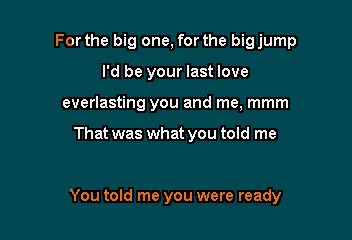 For the big one, for the big jump
I'd be your last love
everlasting you and me, mmm
That was what you told me
You told me you were ready